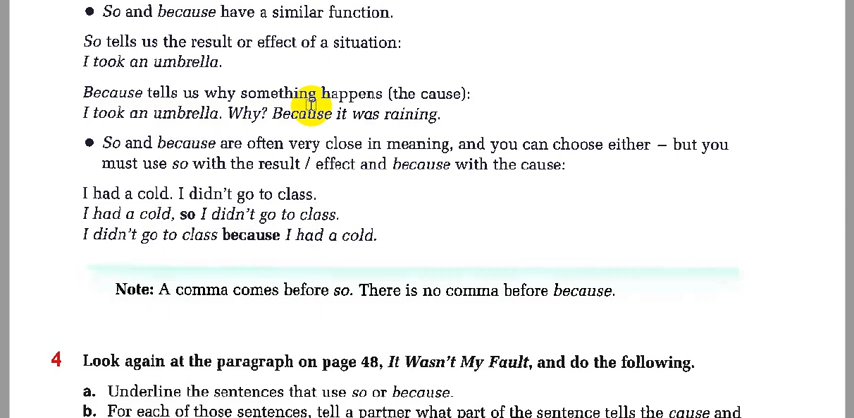 ● So and because have a similar function.
So tells us the result or effect of a situation:
I took an umbrella.
Because tells us why something happens (the cause):
I took an umbrella. Why? Because it was raining.
● So and because are often very close in meaning, and you can choose either – but you
must use so with the result / effect and because with the cause:
I had a cold. I didn't go to class.
I had a cold, so I didn't go to class.
I didn't go to class because I had a cold.
Note: A comma comes before so. There is no comma before because.
4 Look again at the paragraph on page 48, It Wasn't My Fault, and do the following.
a. Underline the sentences that use so or because.
b. For each of those sentences, tell a partner what part of the sentence tells the cause and